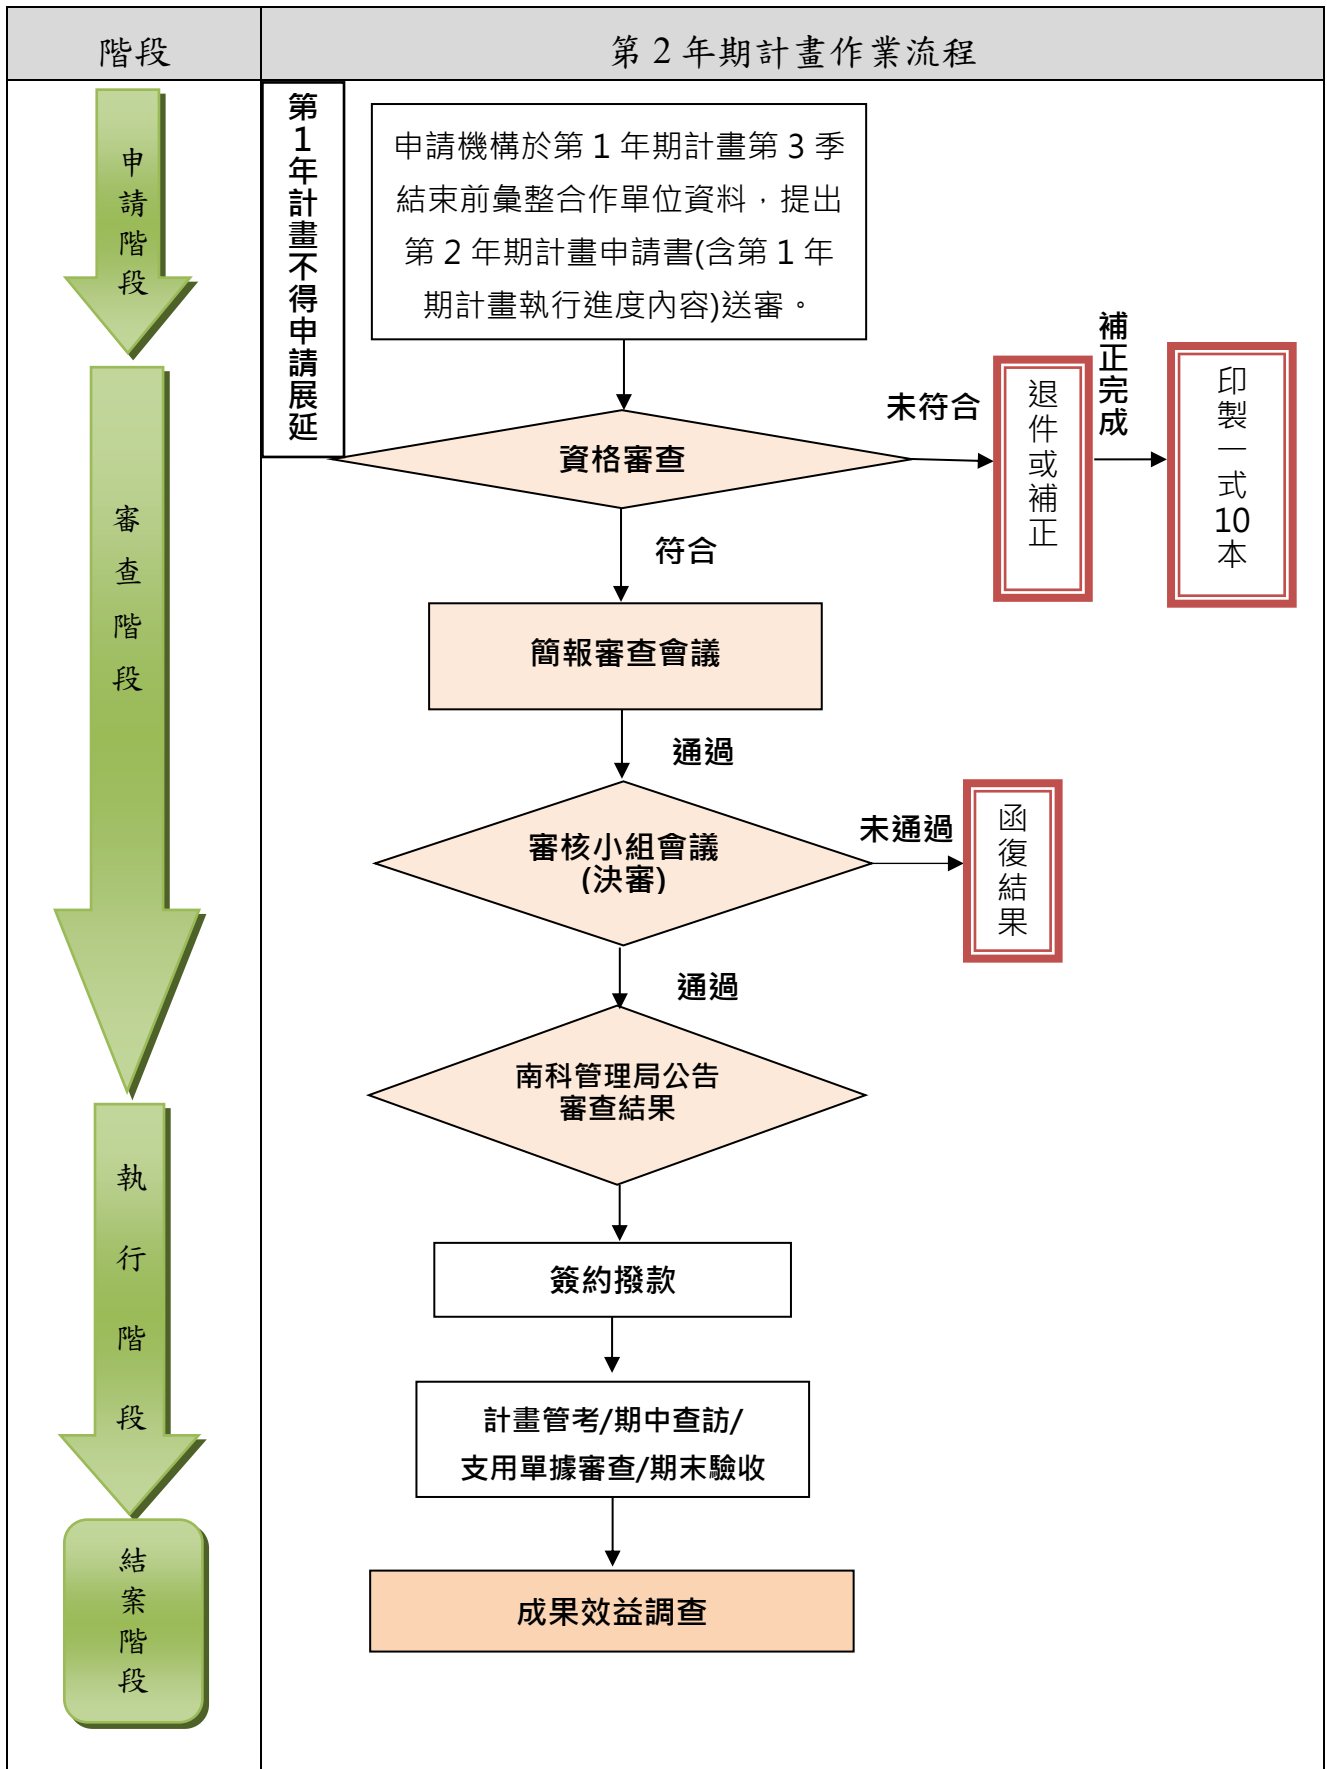 階段
第 2 年期計畫作業流程
申請階段
審查階段
執行階段
結案階段
第1年計畫不得申請展延
申請機構於第 1 年期計畫第 3 季
結束前彙整合作單位資料，提出
第 2 年期計畫申請書(含第 1 年
期計畫執行進度內容)送審。
資格審查
未符合
退件或補正
補正完成
印製一式10本
符合
簡報審查會議
通過
審核小組會議
(決審)
未通過
函復結果
通過
南科管理局公告
審查結果
簽約撥款
計畫管考/期中查訪/
支用單據審查/期末驗收
成果效益調查